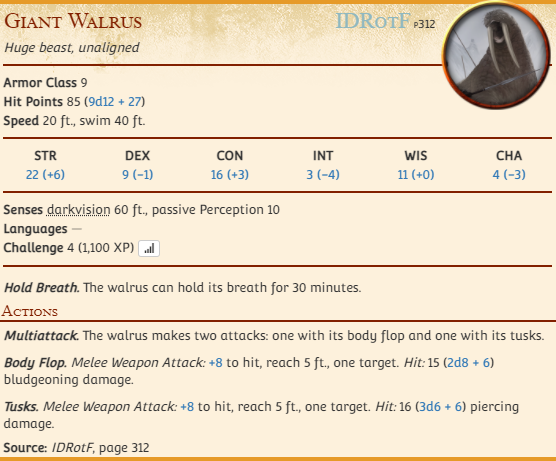 Giant Walrus IDRotF p312
Huge beast, unaligned
Armor Class 9
Hit Points 85 (9d12 + 27)
Speed 20 ft., swim 40 ft.
STR DEX CON INT WIS CHA
22 (+6) 9 (−1) 16 (+3) 3 (−4) 11 (+0) 4 (−3)
Senses darkvision 60 ft., passive Perception 10
Languages —
Challenge 4 (1,100 XP)
Hold Breath. The walrus can hold its breath for 30 minutes.
Actions
Multiattack. The walrus makes two attacks: one with its body flop and one with its tusks.
Body Flop. Melee Weapon Attack: +8 to hit, reach 5 ft., one target. Hit: 15 (2d8 + 6)
bludgeoning damage.
Tusks. Melee Weapon Attack: +8 to hit, reach 5 ft., one target. Hit: 16 (3d6 + 6) piercing
damage.
Source: IDRotF, page 312